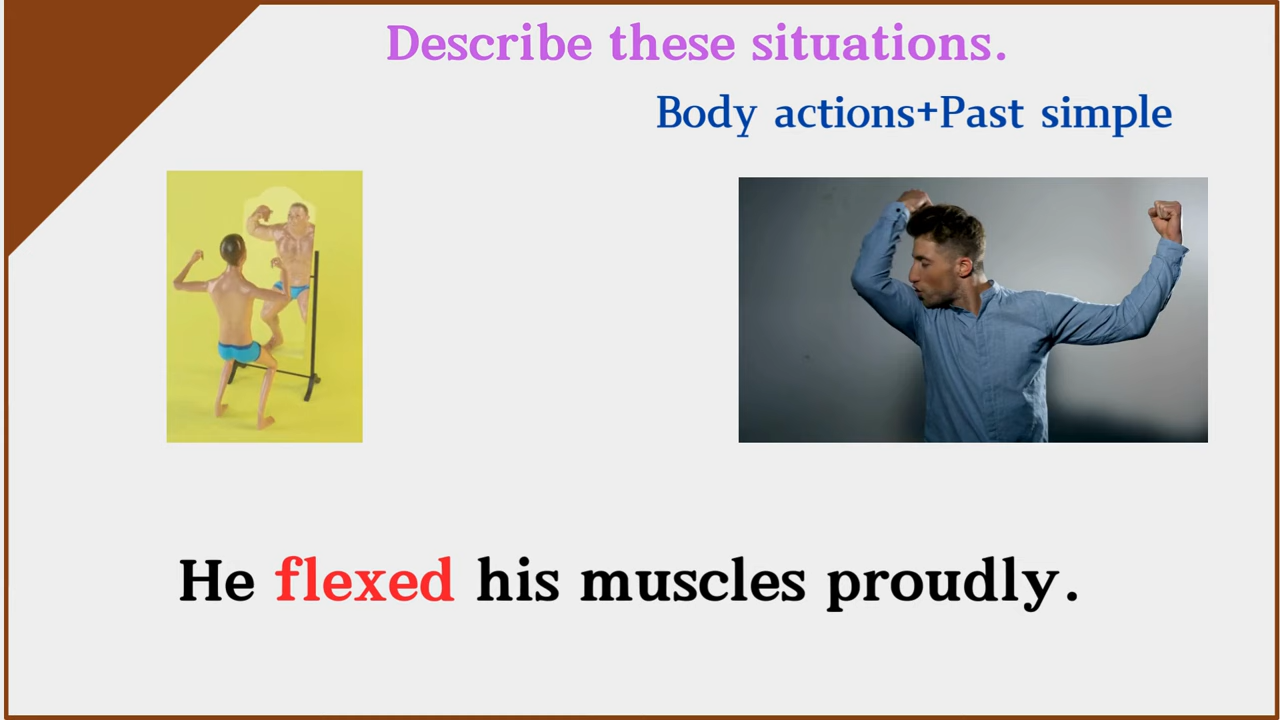 Describe these situations.
Body actions+Past simple
He flexed his muscles proudly.